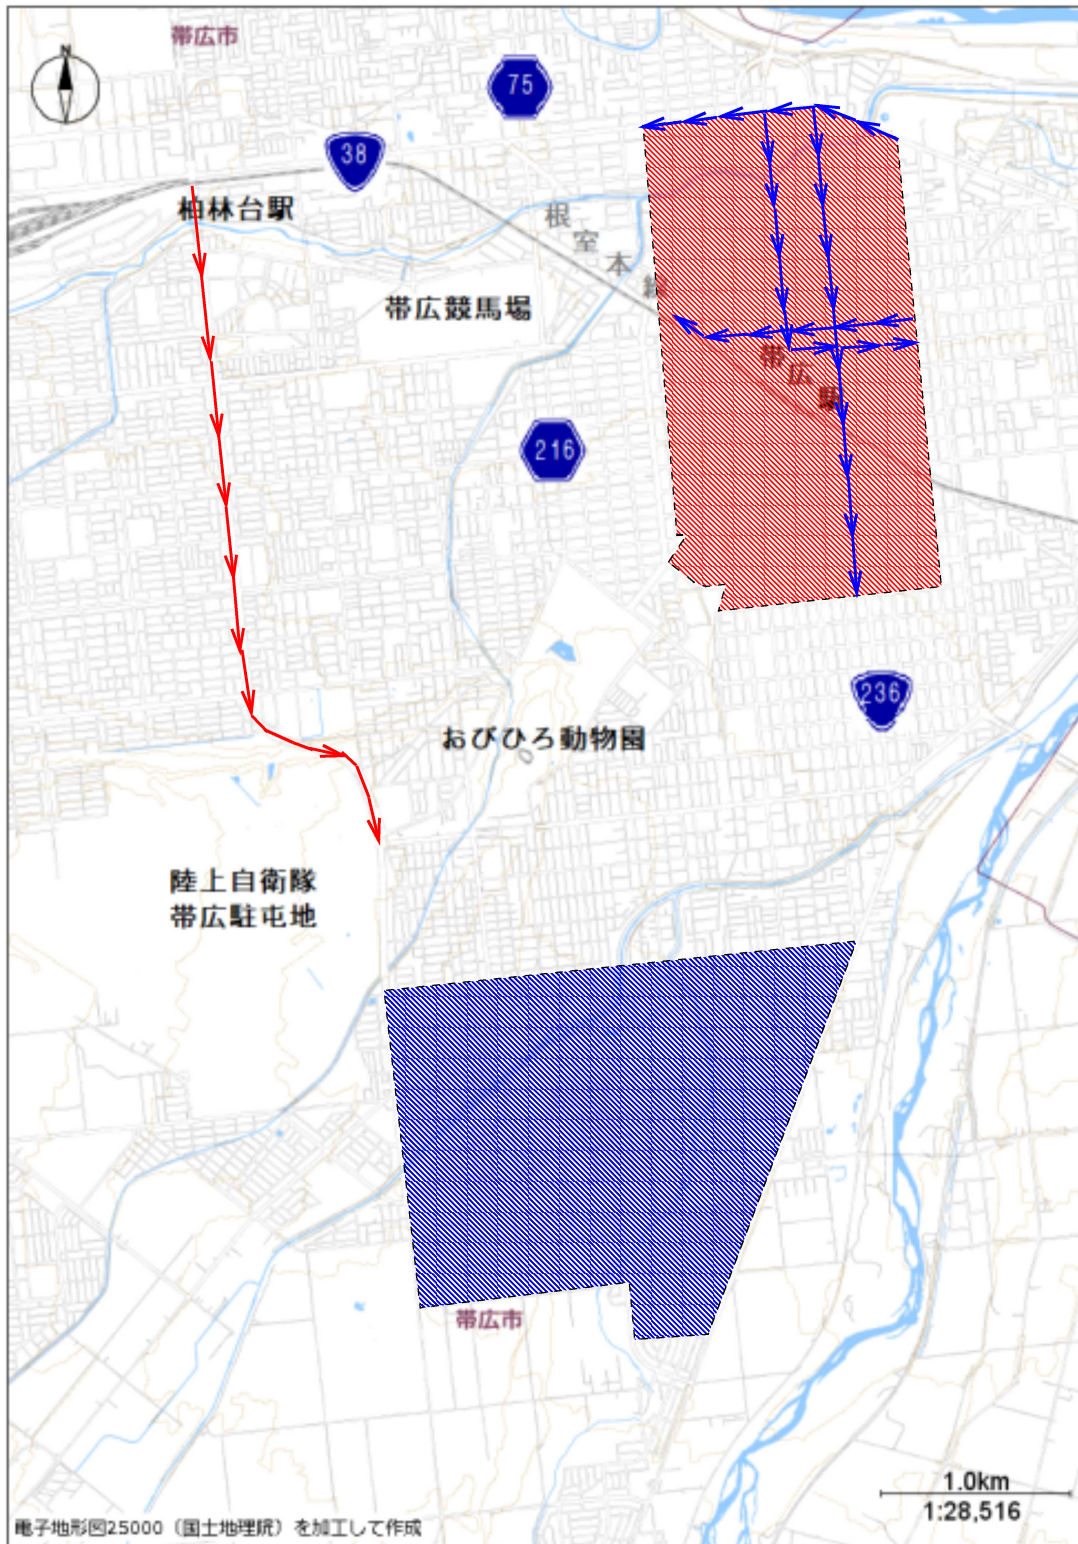 帯広市
N
75
38
柏林台駅
根室本線
帯広競馬場
帯広駅
216
236
おびひろ動物園
陸上自衛隊
帯広駐屯地
帯広市
1.0km
1:28,516
電子地形図25000（国土地理院）を加工して作成